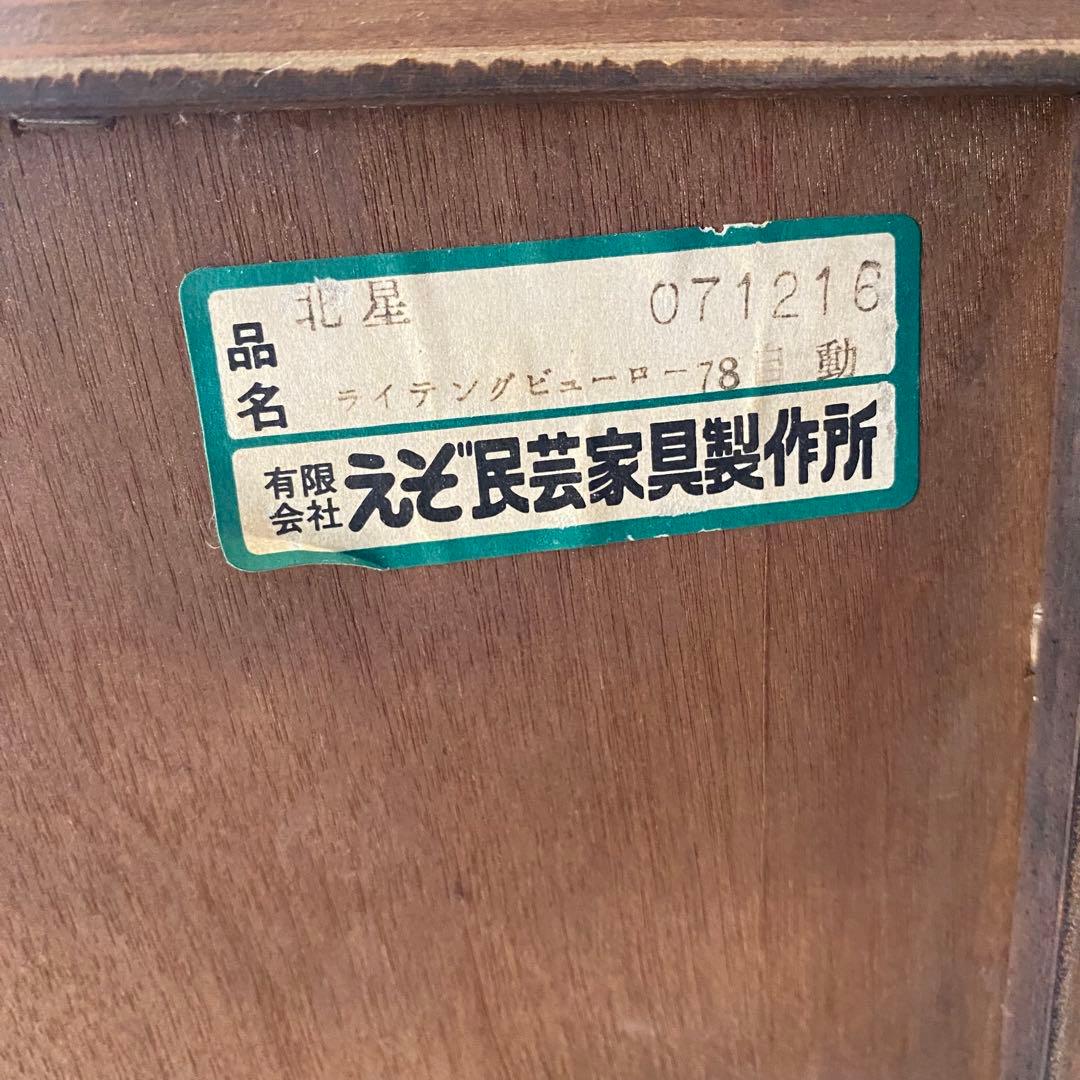 品名
北星 071216
ライテングビューロー78 自動
有限会社 えぞ民芸家具製作所